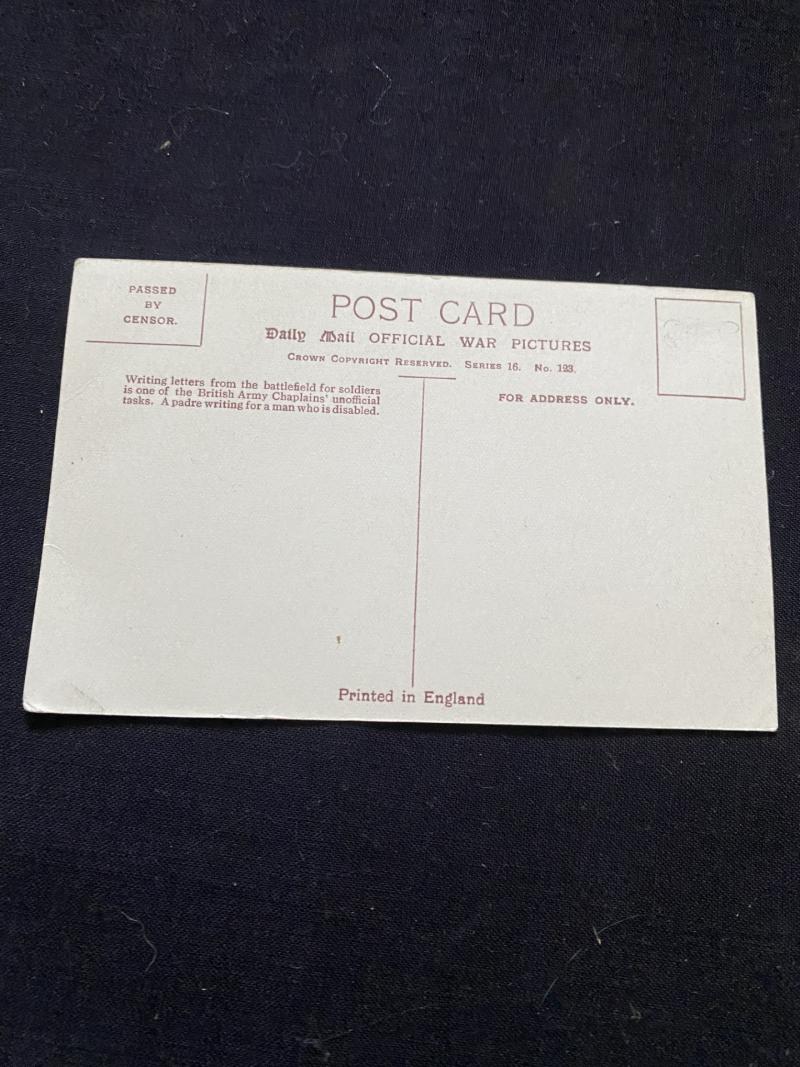 PASSED
BY
CENSOR.
POST CARD
Daily Mail OFFICIAL WAR PICTURES
CROWN COPYRIGHT RESERVED. SERIES 16. No. 123.
Writing letters from the battlefield for soldiers
is one of the British Army Chaplains' unofficial
tasks. A padre writing for a man who is disabled.
FOR ADDRESS ONLY.
Printed in England